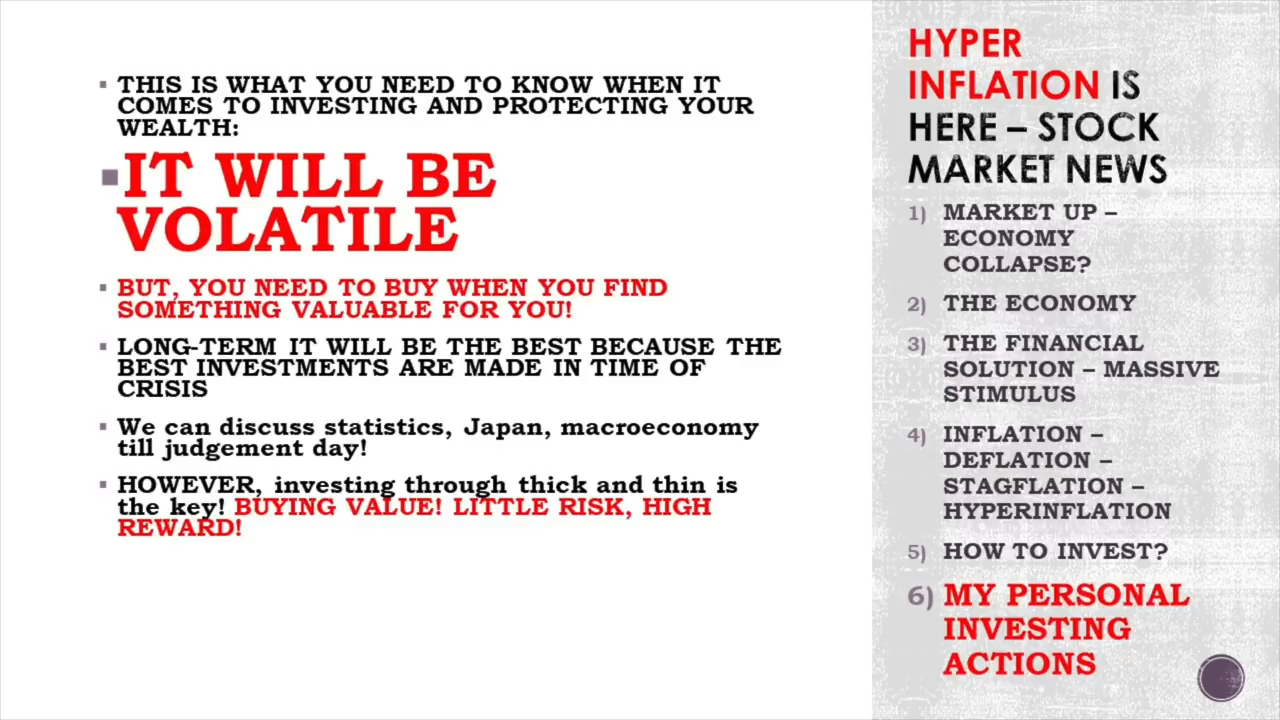 ▪ THIS IS WHAT YOU NEED TO KNOW WHEN IT
COMES TO INVESTING AND PROTECTING YOUR
WEALTH:
▪IT WILL BE
VOLATILE
▪ BUT, YOU NEED TO BUY WHEN YOU FIND
SOMETHING VALUABLE FOR YOU!
▪ LONG-TERM IT WILL BE THE BEST BECAUSE THE
BEST INVESTMENTS ARE MADE IN TIME OF
CRISIS
▪ We can discuss statistics, Japan, macroeconomy
till judgement day!
▪ HOWEVER, investing through thick and thin is
the key! BUYING VALUE! LITTLE RISK, HIGH
REWARD!
HYPER
INFLATION IS
HERE – STOCK
MARKET NEWS
1) MARKET UP –
ECONOMY
COLLAPSE?
2) THE ECONOMY
3) THE FINANCIAL
SOLUTION – MASSIVE
STIMULUS
4) INFLATION –
DEFLATION –
STAGFLATION –
HYPERINFLATION
5) HOW TO INVEST?
6) MY PERSONAL
INVESTING
ACTIONS